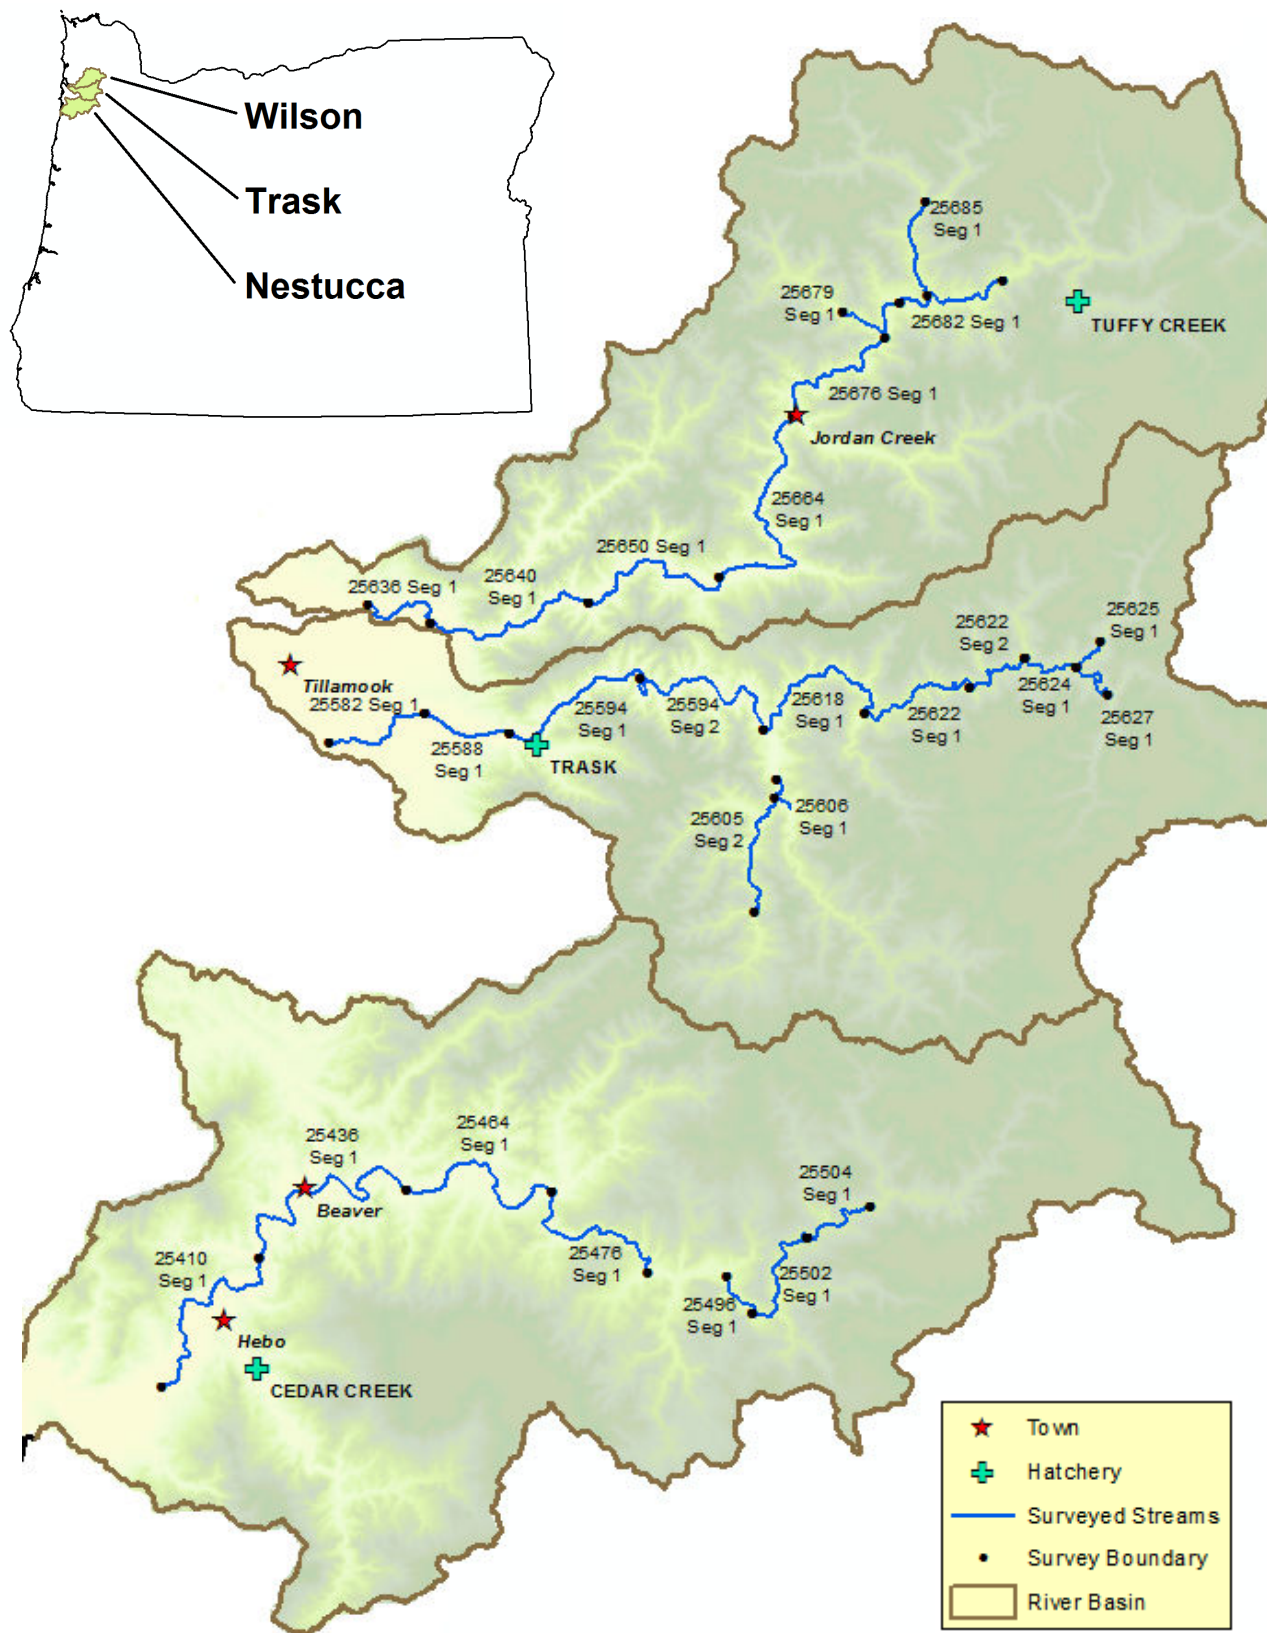 Wilson
Trask
Nestucca
25685
Seg 1
25679
Seg 1
25682 Seg 1
TUFFY CREEK
25676 Seg 1
Jordan Creek
25664
Seg 1
25650 Seg 1
25640
Seg 1
25636 Seg 1
25625
Seg 1
25622
Seg 2
Tillamook
25582 Seg 1
25594
Seg 1
25594
Seg 2
25618
Seg 1
25624
Seg 1
25622
Seg 1
25627
Seg 1
25588
Seg 1
TRASK
25605
Seg 2
25606
Seg 1
25464
Seg 1
25436
Seg 1
Beaver
25504
Seg 1
25410
Seg 1
25476
Seg 1
25502
Seg 1
25496
Seg 1
Hebo
CEDAR CREEK
Town
Hatchery
Surveyed Streams
Survey Boundary
River Basin